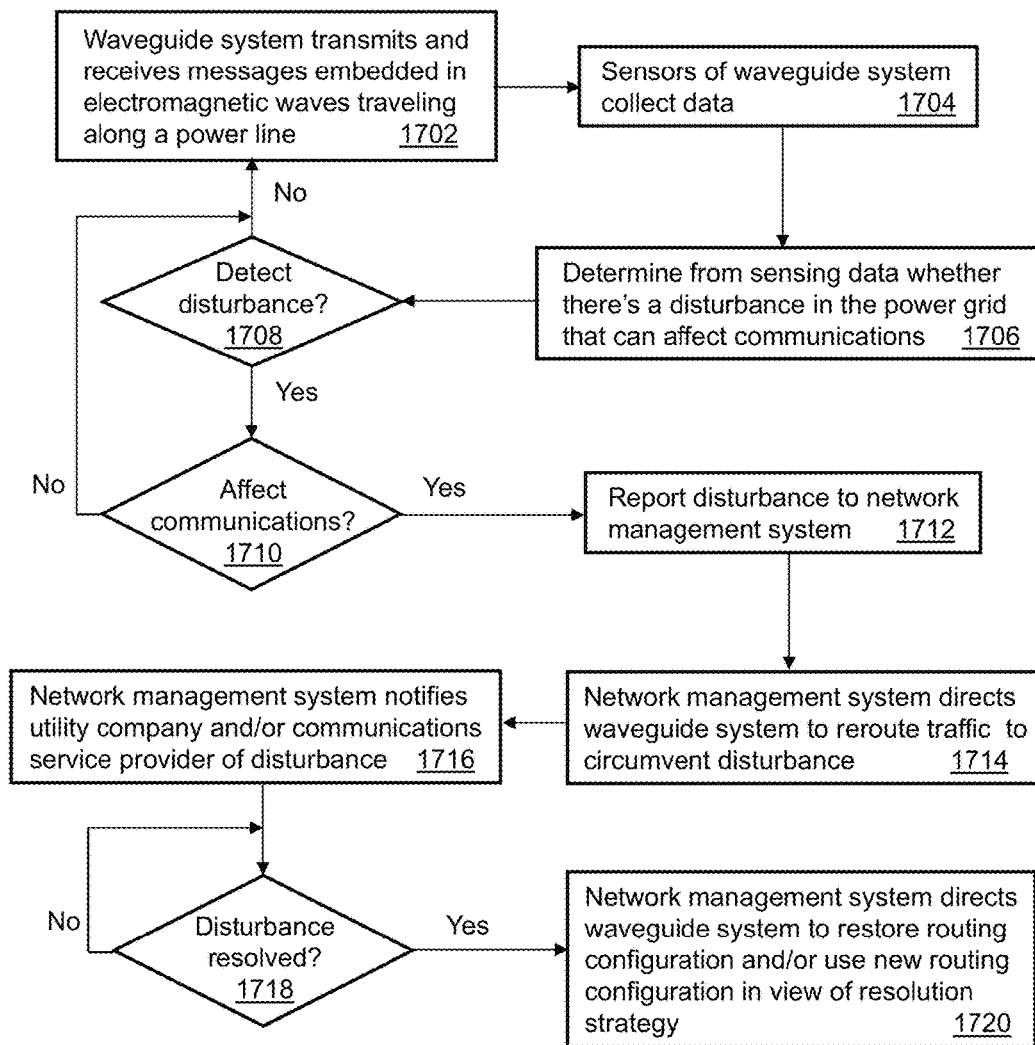 Waveguide system transmits and
receives messages embedded in
electromagnetic waves traveling
along a power line 1702
Sensors of waveguide system
collect data 1704
No
Detect
disturbance?
1708
Determine from sensing data whether
there's a disturbance in the power grid
that can affect communications 1706
Yes
No
Affect
communications?
1710
Yes
Report disturbance to network
management system 1712
Network management system notifies
utility company and/or communications
service provider of disturbance 1716
Network management system directs
waveguide system to reroute traffic to
circumvent disturbance 1714
No
Disturbance
resolved?
1718
Yes
Network management system directs
waveguide system to restore routing
configuration and/or use new routing
configuration in view of resolution
strategy 1720